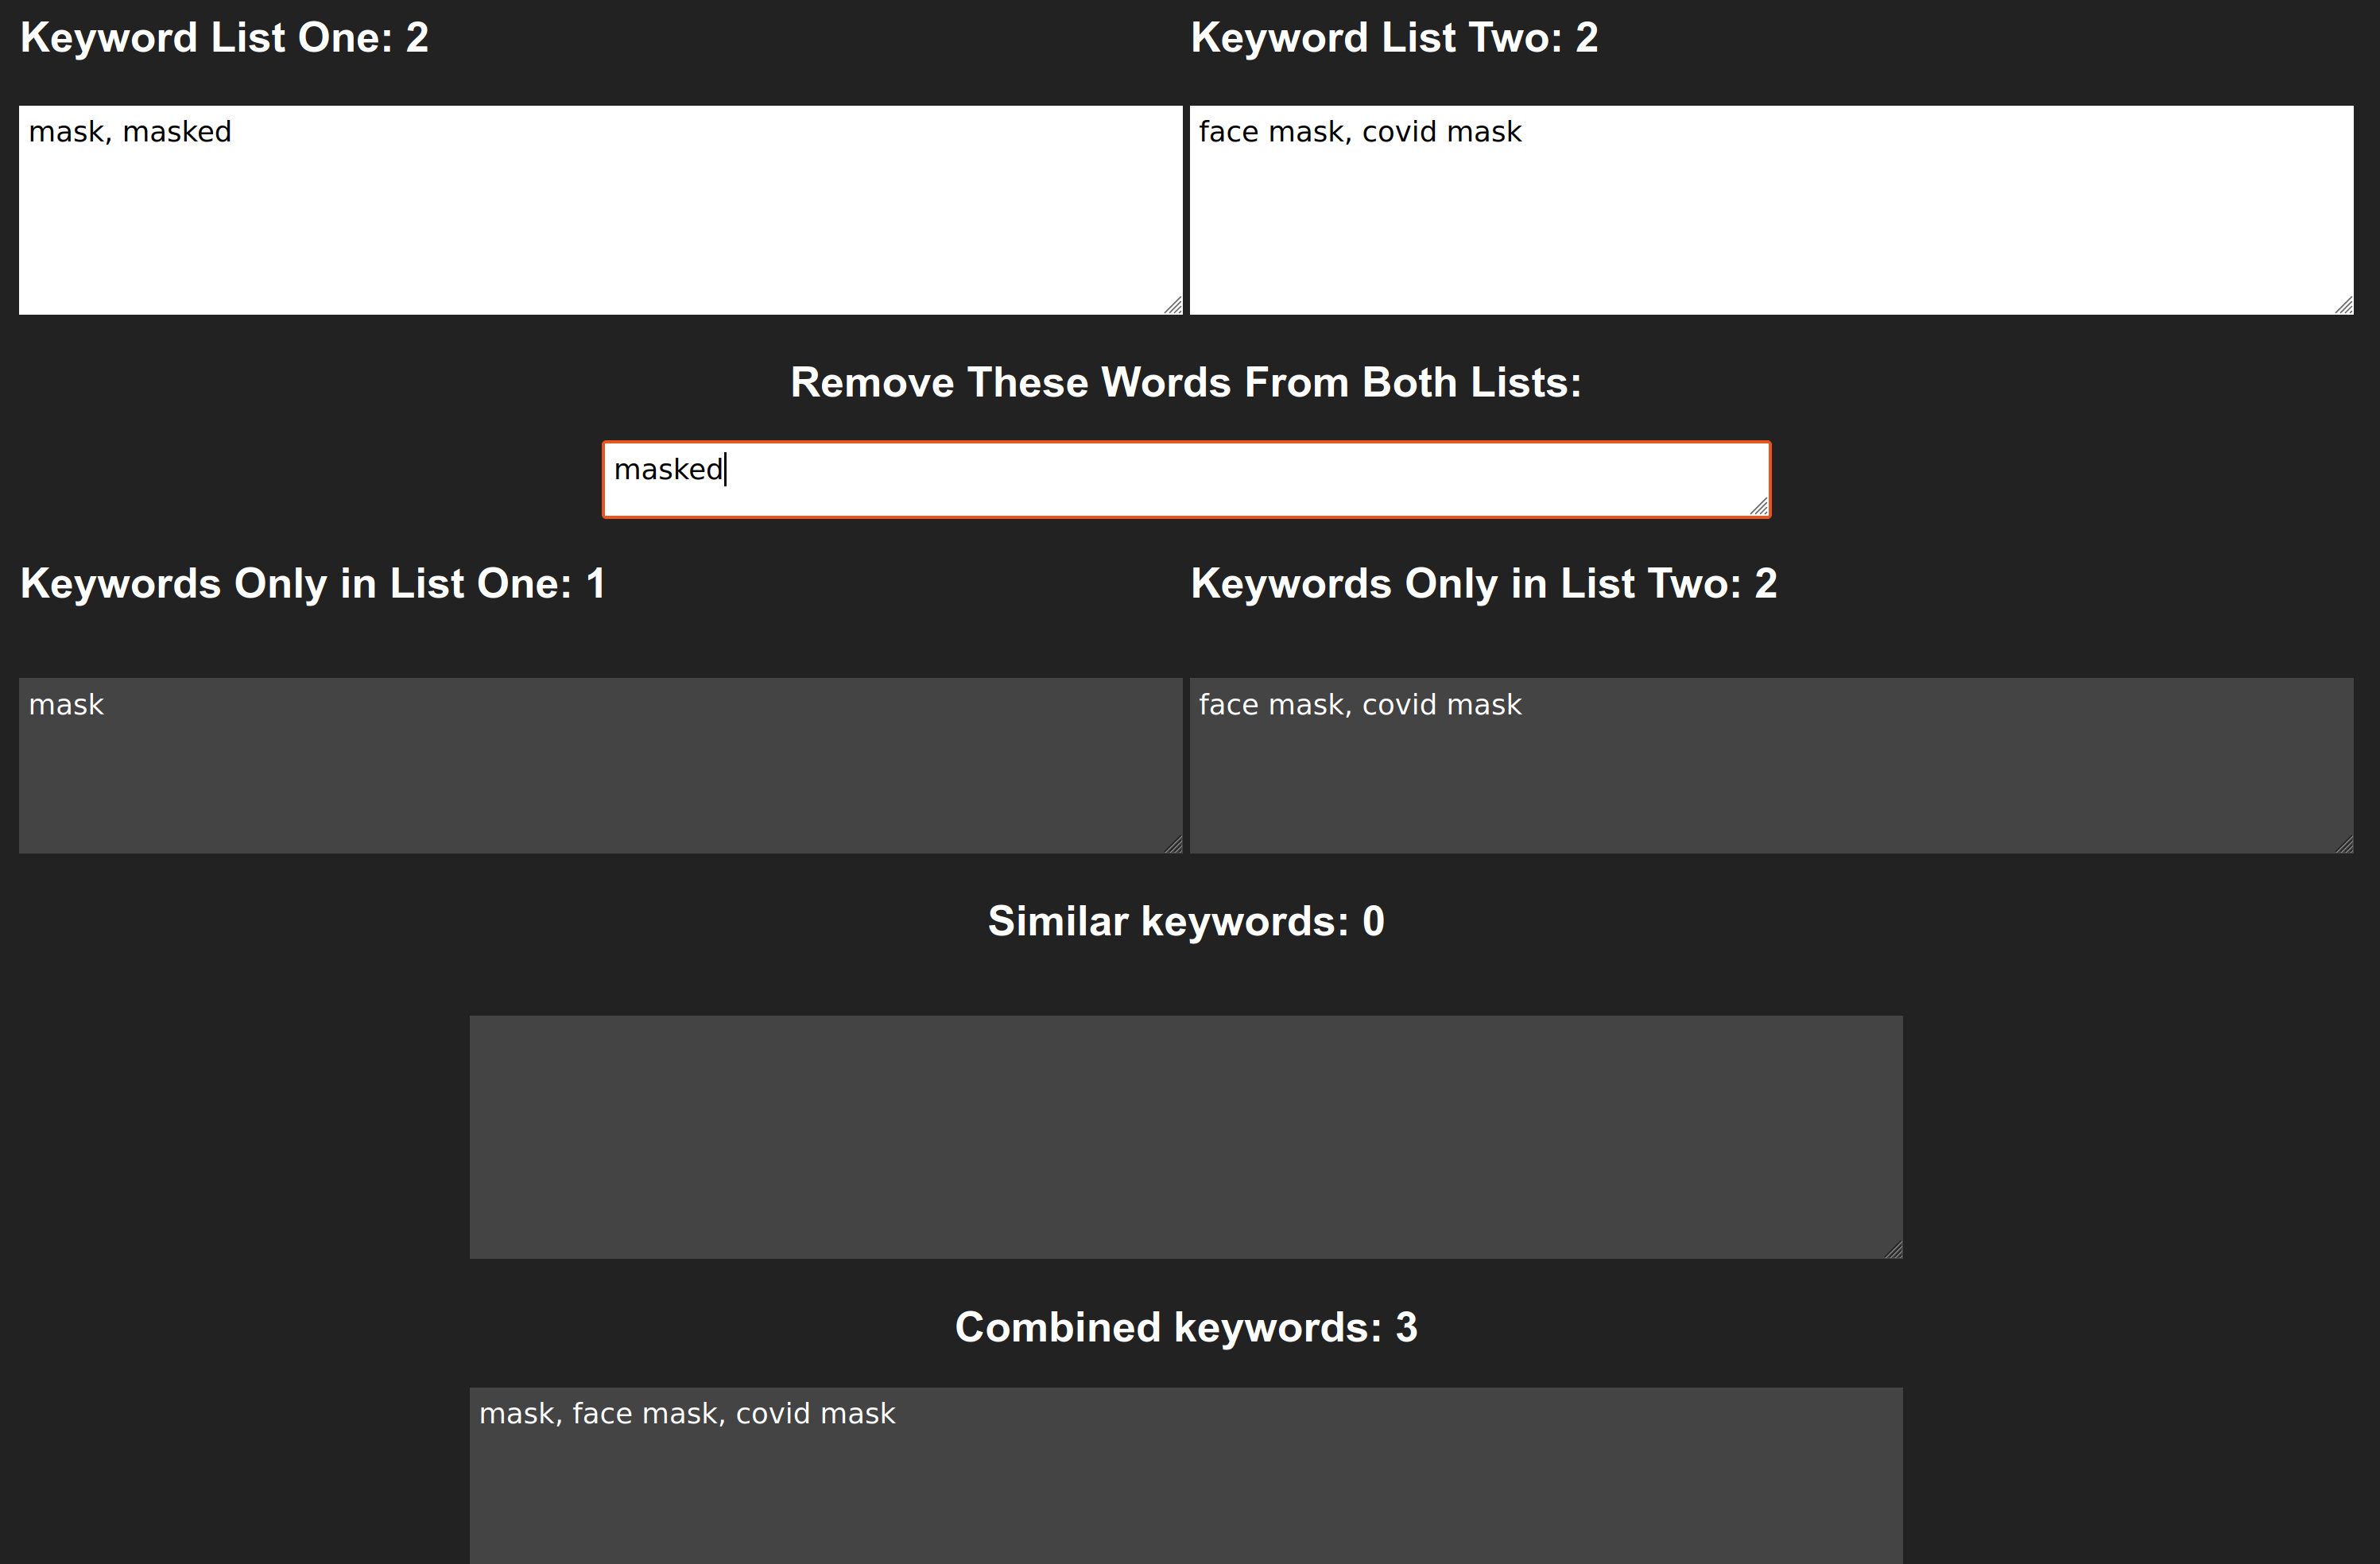 Keyword List One: 2
Keyword List Two: 2
mask, masked
face mask, covid mask
Remove These Words From Both Lists:
masked
Keywords Only in List One: 1
Keywords Only in List Two: 2
mask
face mask, covid mask
Similar keywords: 0
Combined keywords: 3
mask, face mask, covid mask